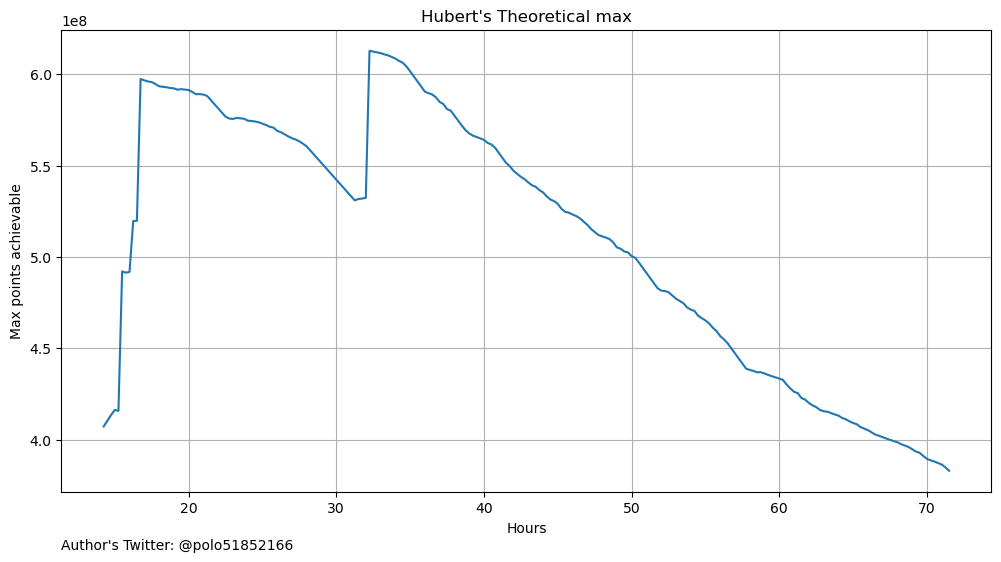 Hubert's Theoretical max
1e8
6.0
5.5
5.0
4.5
4.0
Max points achievable
20 30 40 50 60 70
Hours
Author's Twitter: @polo51852166